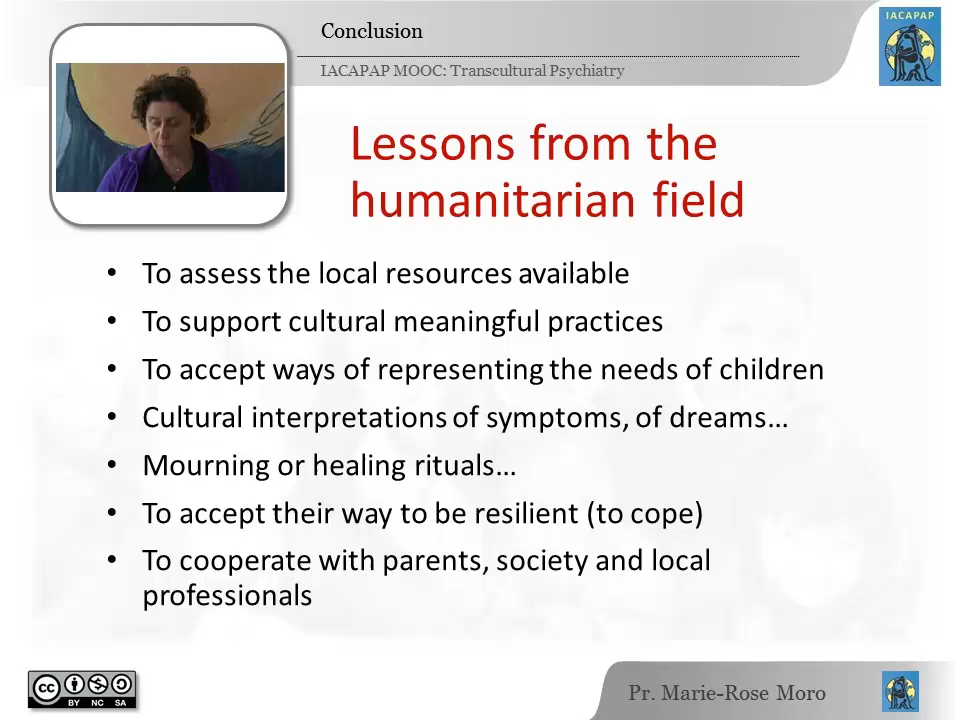 Conclusion
IACAPAP MOOC: Transcultural Psychiatry
IACAPAP
Lessons from the
humanitarian field
• To assess the local resources available
• To support cultural meaningful practices
• To accept ways of representing the needs of children
• Cultural interpretations of symptoms, of dreams…
• Mourning or healing rituals…
• To accept their way to be resilient (to cope)
• To cooperate with parents, society and local
professionals
cc
BY NC SA
Pr. Marie-Rose Moro